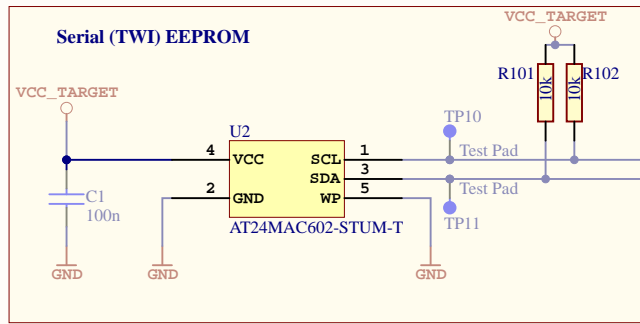 VCC_TARGET
Serial (TWI) EEPROM
R101
10k
10k
R102
VCC_TARGET
TP10
U2
4
VCC
SCL
1
Test Pad
SDA
3
2
GND
WP
5
Test Pad
C1
100n
AT24MAC602-STUM-T
TP11
GND
GND
GND